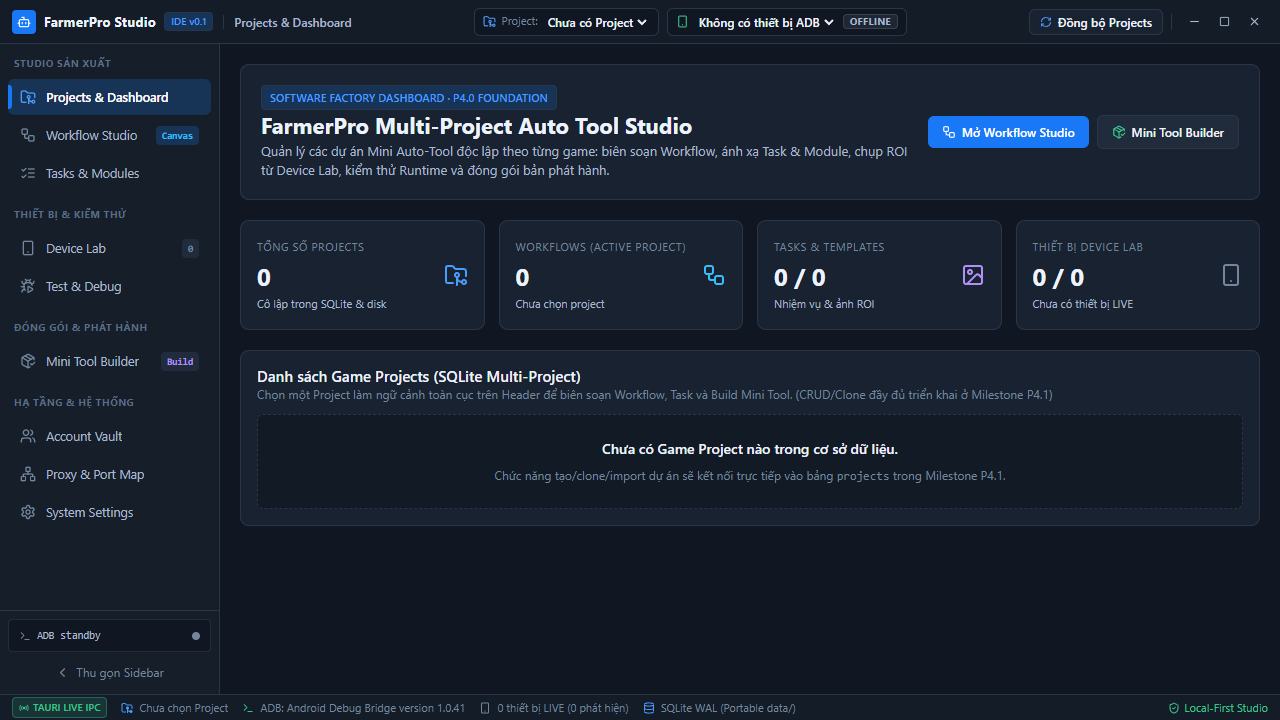 FarmerPro Studio IDE v0.1 Projects & Dashboard Project: Chưa có Project Không có thiết bị ADB OFFLINE Đồng bộ Projects
STUDIO SẢN XUẤT
Projects & Dashboard
Workflow Studio Canvas
Tasks & Modules
THIẾT BỊ & KIỂM THỬ
Device Lab 0
Test & Debug
ĐÓNG GÓI & PHÁT HÀNH
Mini Tool Builder Build
HẠ TẦNG & HỆ THỐNG
Account Vault
Proxy & Port Map
System Settings
ADB standby
Thu gọn Sidebar
SOFTWARE FACTORY DASHBOARD · P4.0 FOUNDATION
FarmerPro Multi-Project Auto Tool Studio
Quản lý các dự án Mini Auto-Tool độc lập theo từng game: biên soạn Workflow, ánh xạ Task & Module, chụp ROI
từ Device Lab, kiểm thử Runtime và đóng gói bản phát hành.
Mở Workflow Studio Mini Tool Builder
TỔNG SỐ PROJECTS
0
Cô lập trong SQLite & disk
WORKFLOWS (ACTIVE PROJECT)
0
Chưa chọn project
TASKS & TEMPLATES
0 / 0
Nhiệm vụ & ảnh ROI
THIẾT BỊ DEVICE LAB
0 / 0
Chưa có thiết bị LIVE
Danh sách Game Projects (SQLite Multi-Project)
Chọn một Project làm ngữ cảnh toàn cục trên Header để biên soạn Workflow, Task và Build Mini Tool. (CRUD/Clone đầy đủ triển khai ở Milestone P4.1)
Chưa có Game Project nào trong cơ sở dữ liệu.
Chức năng tạo/clone/import dự án sẽ kết nối trực tiếp vào bảng projects trong Milestone P4.1.
TAURI LIVE IPC Chưa chọn Project ADB: Android Debug Bridge version 1.0.41 0 thiết bị LIVE (0 phát hiện) SQLite WAL (Portable data/) Local-First Studio